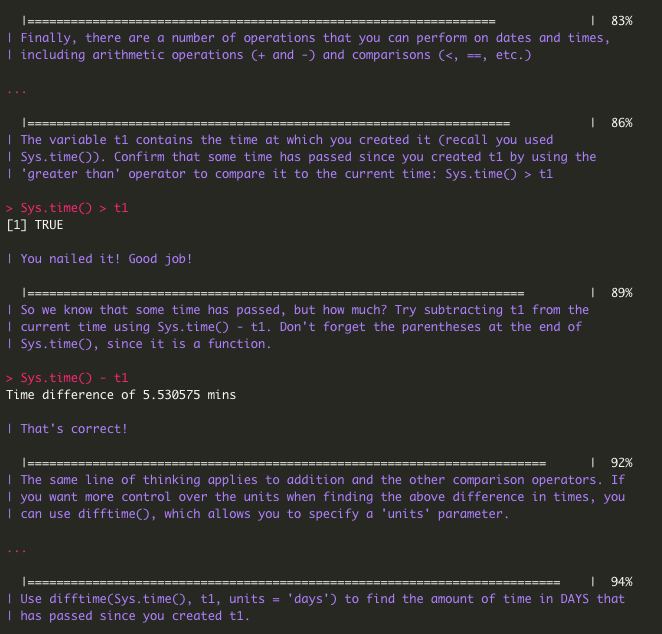 |================================================================= | 83%
| Finally, there are a number of operations that you can perform on dates and times,
| including arithmetic operations (+ and -) and comparisons (<, ==, etc.)
...
|=================================================================== | 86%
| The variable t1 contains the time at which you created it (recall you used
| Sys.time()). Confirm that some time has passed since you created t1 by using the
| 'greater than' operator to compare it to the current time: Sys.time() > t1
> Sys.time() > t1
[1] TRUE
| You nailed it! Good job!
|===================================================================== | 89%
| So we know that some time has passed, but how much? Try subtracting t1 from the
| current time using Sys.time() - t1. Don't forget the parentheses at the end of
| Sys.time(), since it is a function.
> Sys.time() - t1
Time difference of 5.530575 mins
| That's correct!
|======================================================================== | 92%
| The same line of thinking applies to addition and the other comparison operators. If
| you want more control over the units when finding the above difference in times, you
| can use difftime(), which allows you to specify a 'units' parameter.
...
|========================================================================== | 94%
| Use difftime(Sys.time(), t1, units = 'days') to find the amount of time in DAYS that
| has passed since you created t1.